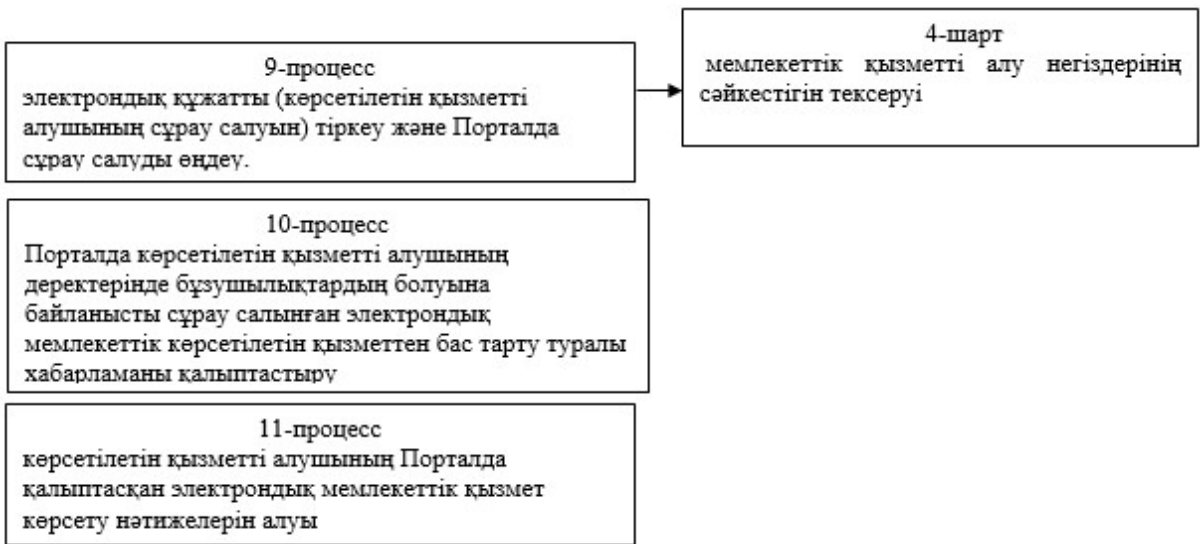 9-процесс
электрондық құжатты (көрсетілетін қызметті
алушының сұрау салуын) тіркеу және Порталда
сұрау салуды өңдеу.
4-шарт
мемлекеттік қызметті алу негіздерінің
сәйкестігін тексеруі
10-процесс
Порталда көрсетілетін қызметті алушының
деректерінде бұзушылықтардың болуына
байланысты сұрау салынған электрондық
мемлекеттік көрсетілетін қызметтен бас тарту туралы
хабарламаны қалыптастыру
11-процесс
көрсетілетін қызметті алушының Порталда
қалыптасқан электрондық мемлекеттік қызмет
көрсету нәтижелерін алуы